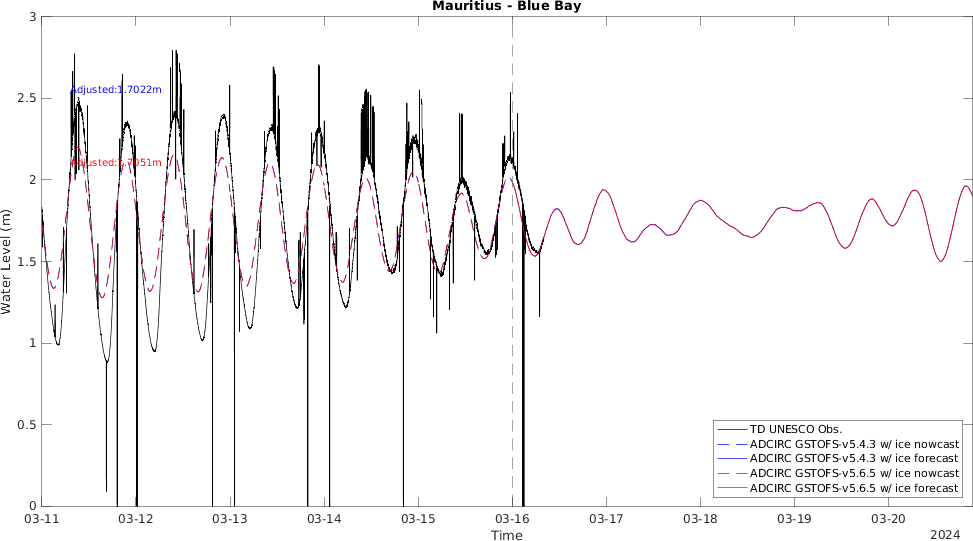 Mauritius - Blue Bay
3
2.5
2
1.5
1
0.5
0
Water Level (m)
Adjusted:1.7022m
Adjusted:1.7051m
TD UNESCO Obs.
ADCIRC GSTOFS-v5.4.3 w/ ice nowcast
ADCIRC GSTOFS-v5.4.3 w/ ice forecast
ADCIRC GSTOFS-v5.6.5 w/ ice nowcast
ADCIRC GSTOFS-v5.6.5 w/ ice forecast
03-11 03-12 03-13 03-14 03-15 03-16 03-17 03-18 03-19 03-20
Time
2024